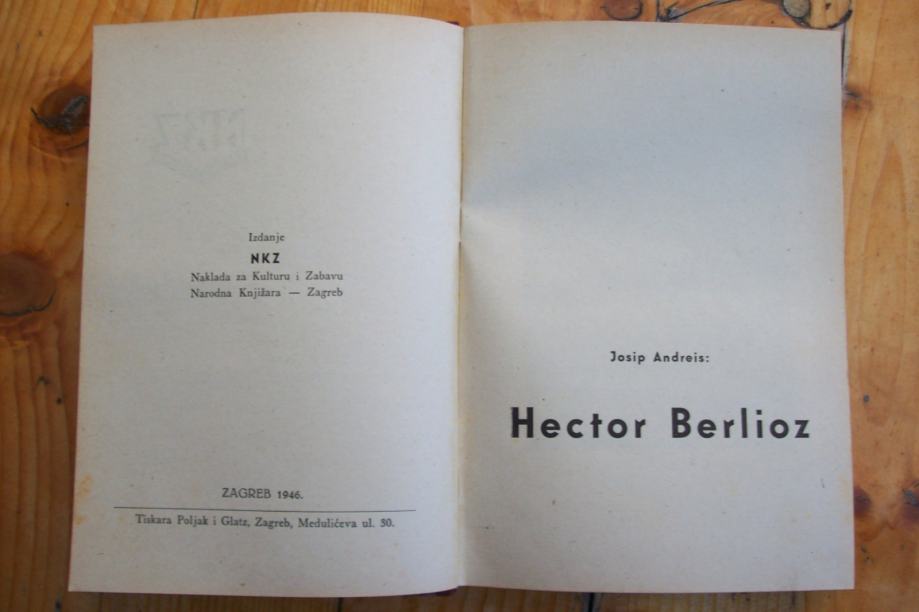 Izdanje
NKZ
Naklada za Kulturu i Zabavu
Narodna Knjižara — Zagreb
ZAGREB 1946.
Tiskara Poljak i Glatz, Zagreb, Medulićeva ul. 30.
Josip Andreis:
Hector Berlioz